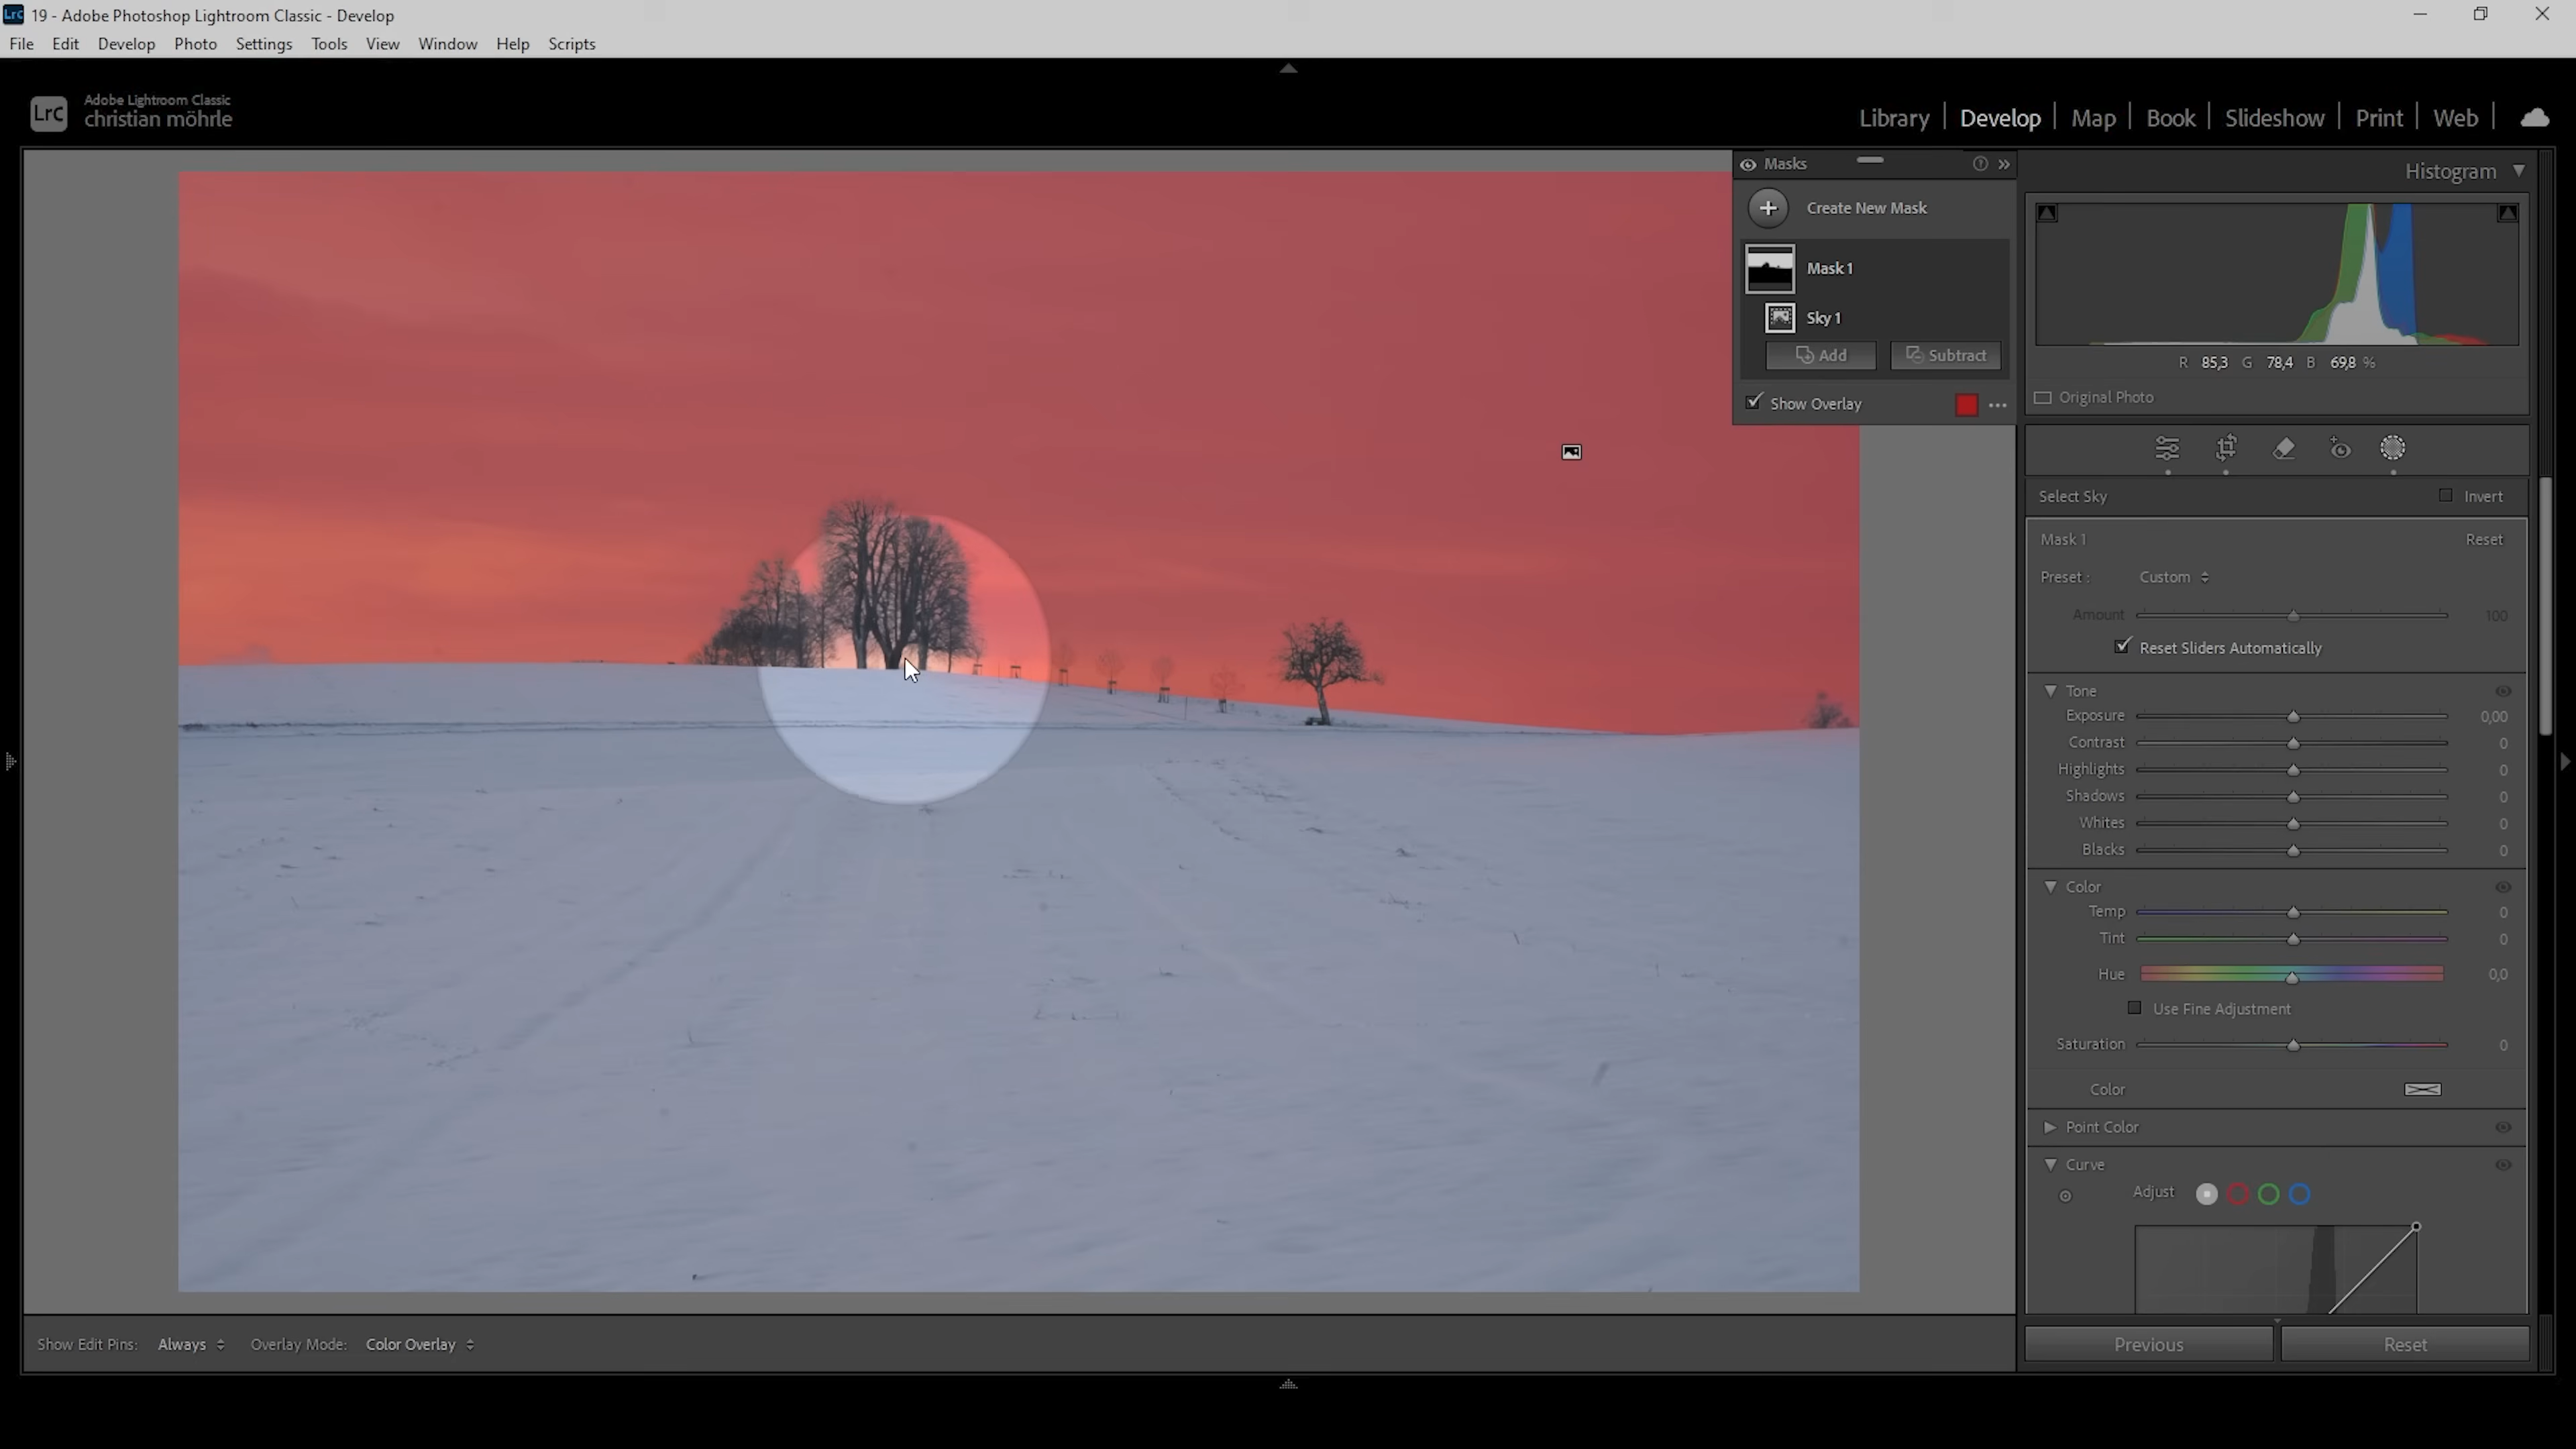 Lrc 19 - Adobe Photoshop Lightroom Classic - Develop
File Edit Develop Photo Settings Tools View Window Help Scripts
Lrc Adobe Lightroom Classic
christian möhrle
Library | Develop | Map | Book | Slideshow | Print | Web |
Masks
Create New Mask
Mask 1
Sky 1
Add Subtract
Show Overlay
Histogram
R 85,3 G 78,4 B 69,8 %
Original Photo
Select Sky Invert
Mask 1 Reset
Preset : Custom
Amount 100
Reset Sliders Automatically
Tone
Exposure 0,00
Contrast 0
Highlights 0
Shadows 0
Whites 0
Blacks 0
Color
Temp 0
Tint 0
Hue 0,0
Use Fine Adjustment
Saturation 0
Color
Point Color
Curve
Adjust
Show Edit Pins: Always Overlay Mode: Color Overlay
Previous Reset